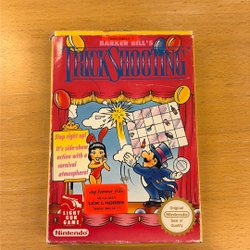 BARKER BILL'S
TRICK SHOOTING
Step right up!
It's side-show
action with a
carnival
atmosphere!
LIGHT
GUN
GAME
Original
Nintendo
Seal of
Quality
Nintendo